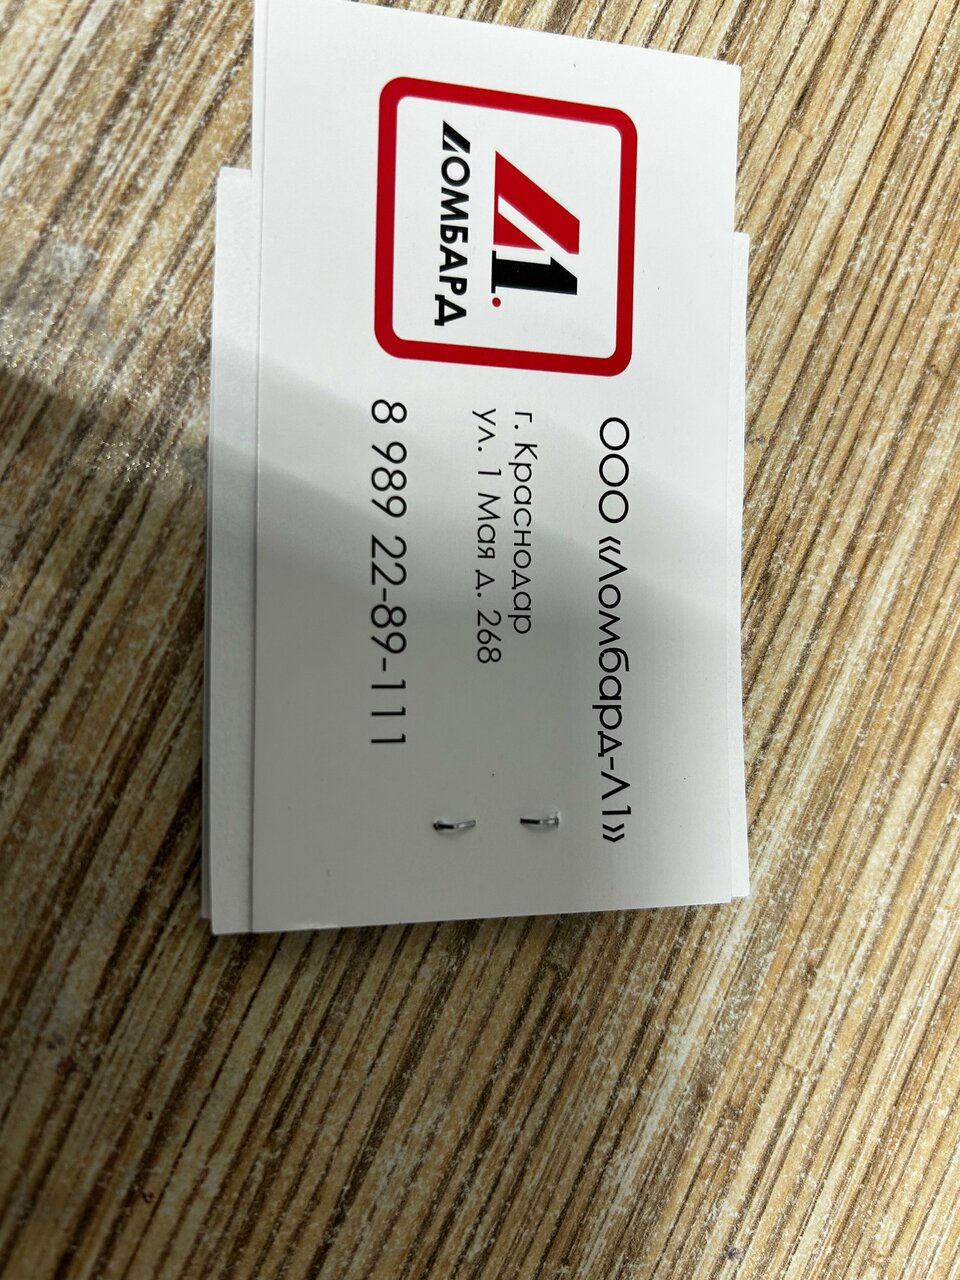 Л1.
ЛОМБАРД
ООО «Ломбард-Л1»
г. Краснодар
ул. 1 Мая д. 268
8 989 22-89-111